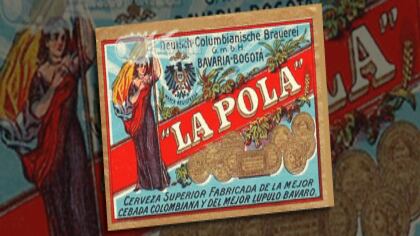 Deutsch-Columbianische Brauerei
G.m.b.H
BAVARIA-BOGOTA
"LA POLA"
CERVEZA SUPERIOR FABRICADA DE LA MEJOR
CEBADA COLOMBIANA Y DEL MEJOR LUPULO BAVARO.